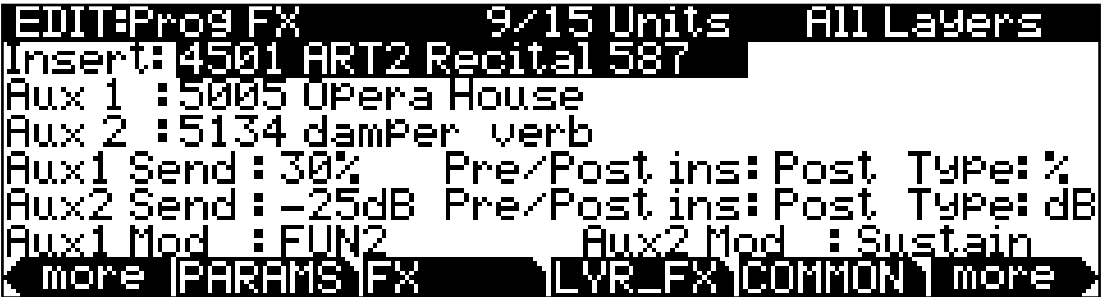 EDIT:Prog FX 9/15 Units All Layers
Insert: 4501 ART2 Recital 587
Aux 1 :5005 Opera House
Aux 2 :5134 damper verb
Aux1 Send : 30% Pre/Post ins: Post Type: %
Aux2 Send : -25dB Pre/Post ins: Post Type: dB
Aux1 Mod : FUN2 Aux2 Mod : Sustain
more PARAMS FX LYR_FX COMMON more